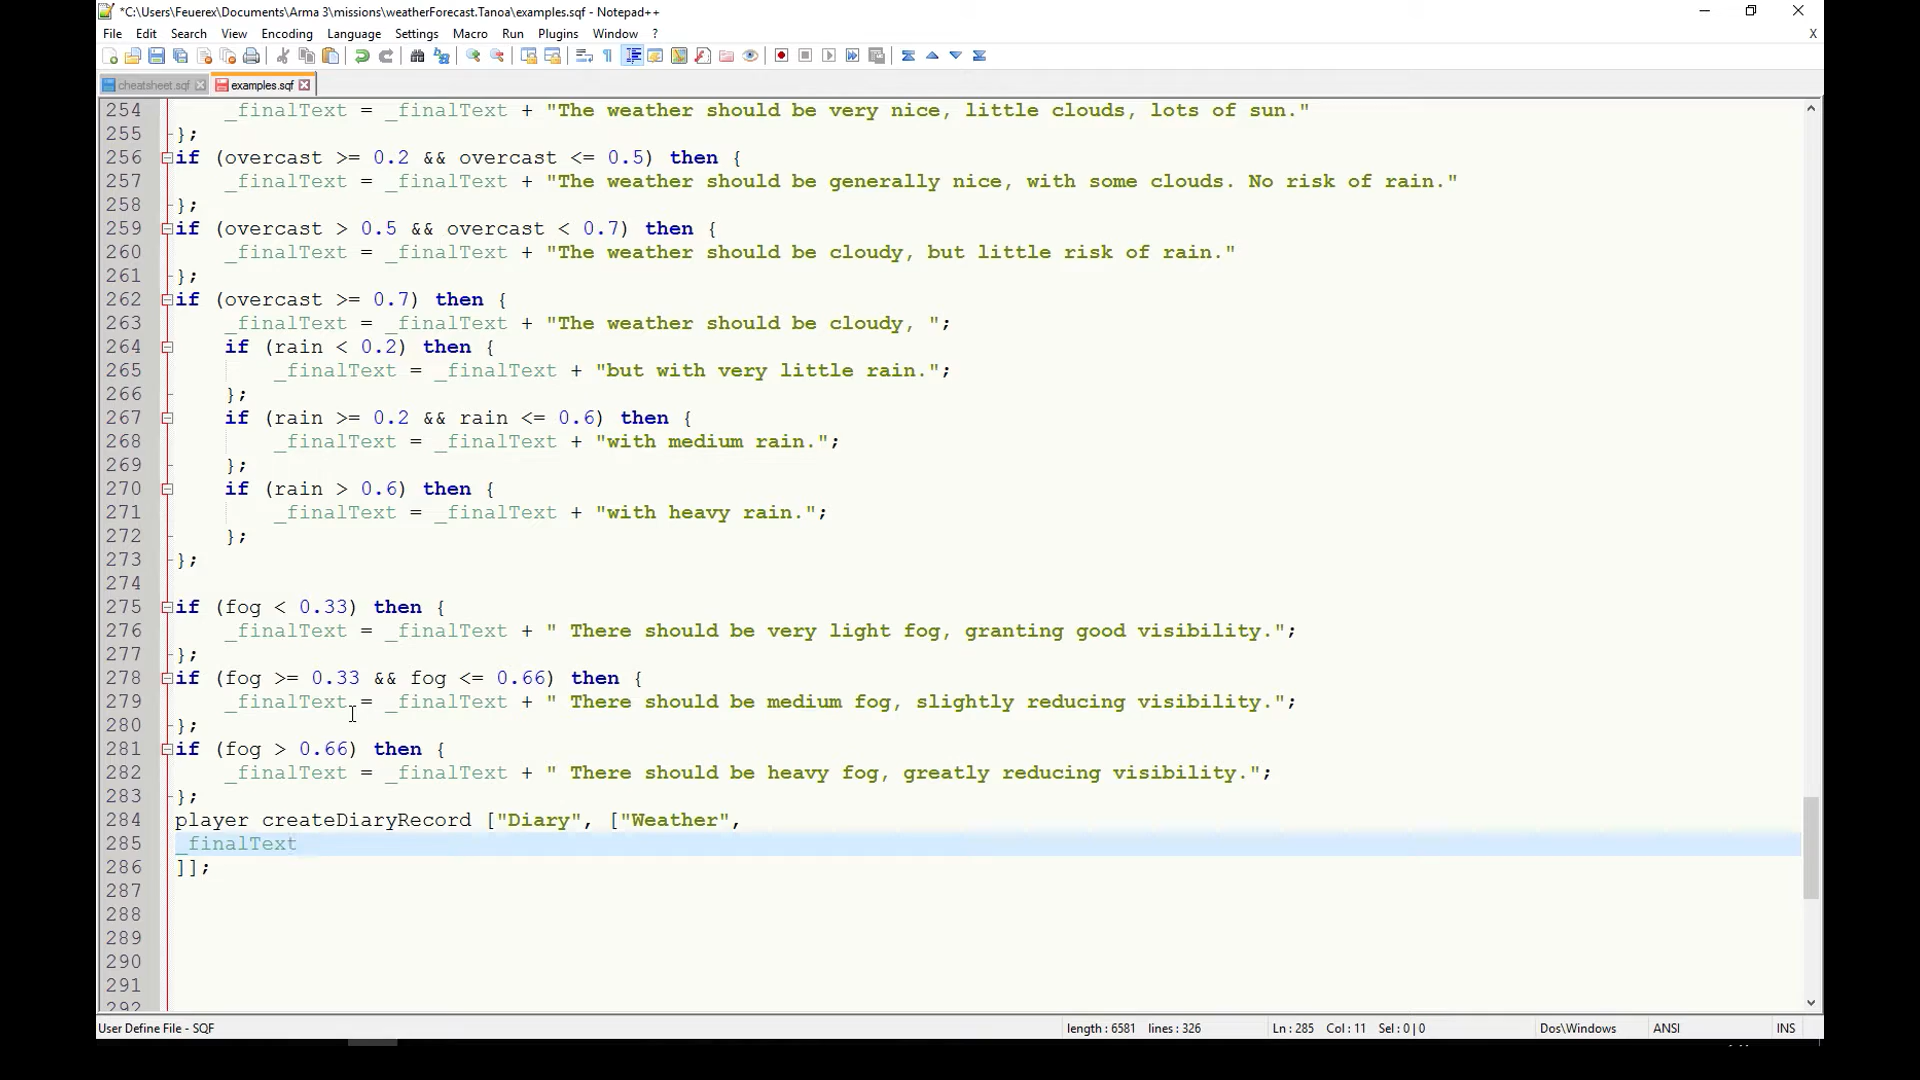 *C:\Users\Feuerex\Documents\Arma 3\missions\weatherForecast.Tanoa\examples.sqf - Notepad++
File Edit Search View Encoding Language Settings Macro Run Plugins Window ? X
cheatsheet.sqf examples.sqf
254 _finalText = _finalText + "The weather should be very nice, little clouds, lots of sun."
255 };
256 if (overcast >= 0.2 && overcast <= 0.5) then {
257 _finalText = _finalText + "The weather should be generally nice, with some clouds. No risk of rain."
258 };
259 if (overcast > 0.5 && overcast < 0.7) then {
260 _finalText = _finalText + "The weather should be cloudy, but little risk of rain."
261 };
262 if (overcast >= 0.7) then {
263 _finalText = _finalText + "The weather should be cloudy, ";
264 if (rain < 0.2) then {
265 _finalText = _finalText + "but with very little rain.";
266 };
267 if (rain >= 0.2 && rain <= 0.6) then {
268 _finalText = _finalText + "with medium rain.";
269 };
270 if (rain > 0.6) then {
271 _finalText = _finalText + "with heavy rain.";
272 };
273 };
274
275 if (fog < 0.33) then {
276 _finalText = _finalText + " There should be very light fog, granting good visibility.";
277 };
278 if (fog >= 0.33 && fog <= 0.66) then {
279 _finalText = _finalText + " There should be medium fog, slightly reducing visibility.";
280 };
281 if (fog > 0.66) then {
282 _finalText = _finalText + " There should be heavy fog, greatly reducing visibility.";
283 };
284 player createDiaryRecord ["Diary", ["Weather",
285 _finalText
286 ]];
287
288
289
290
291
292
User Define File - SQF length : 6581 lines : 326 Ln : 285 Col : 11 Sel : 0 | 0 Dos\Windows ANSI INS